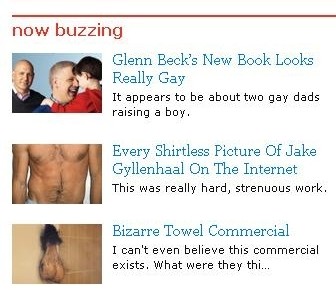 now buzzing
Glenn Beck's New Book Looks
Really Gay
It appears to be about two gay dads
raising a boy.
Every Shirtless Picture Of Jake
Gyllenhaal On The Internet
This was really hard, strenuous work.
Bizarre Towel Commercial
I can't even believe this commercial
exists. What were they thi...